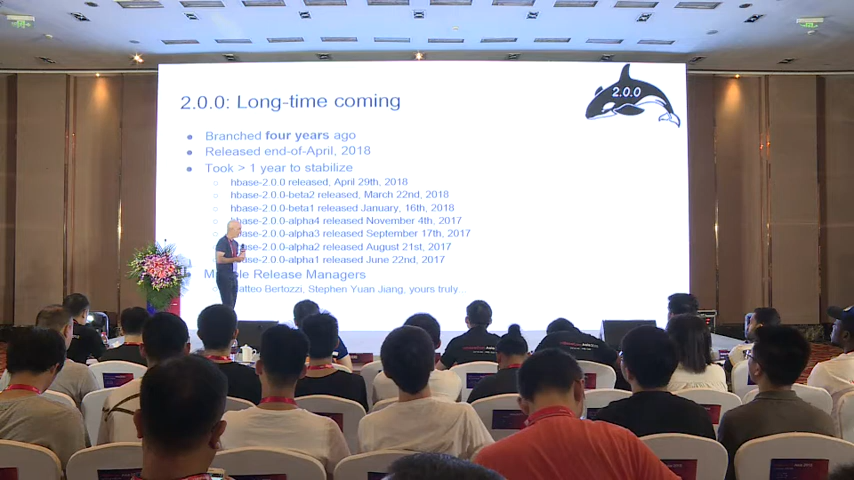 2.0.0: Long-time coming
2.0.0
Branched four years ago
Released end-of-April, 2018
Took > 1 year to stabilize
hbase-2.0.0 released, April 29th, 2018
hbase-2.0.0-beta2 released, March 22nd, 2018
hbase-2.0.0-beta1 released January, 16th, 2018
hbase-2.0.0-alpha4 released November 4th, 2017
hbase-2.0.0-alpha3 released September 17th, 2017
ase-2.0.0-alpha2 released August 21st, 2017
ase-2.0.0-alpha1 released June 22nd, 2017
Release Managers
Matteo Bertozzi, Stephen Yuan Jiang, yours truly...